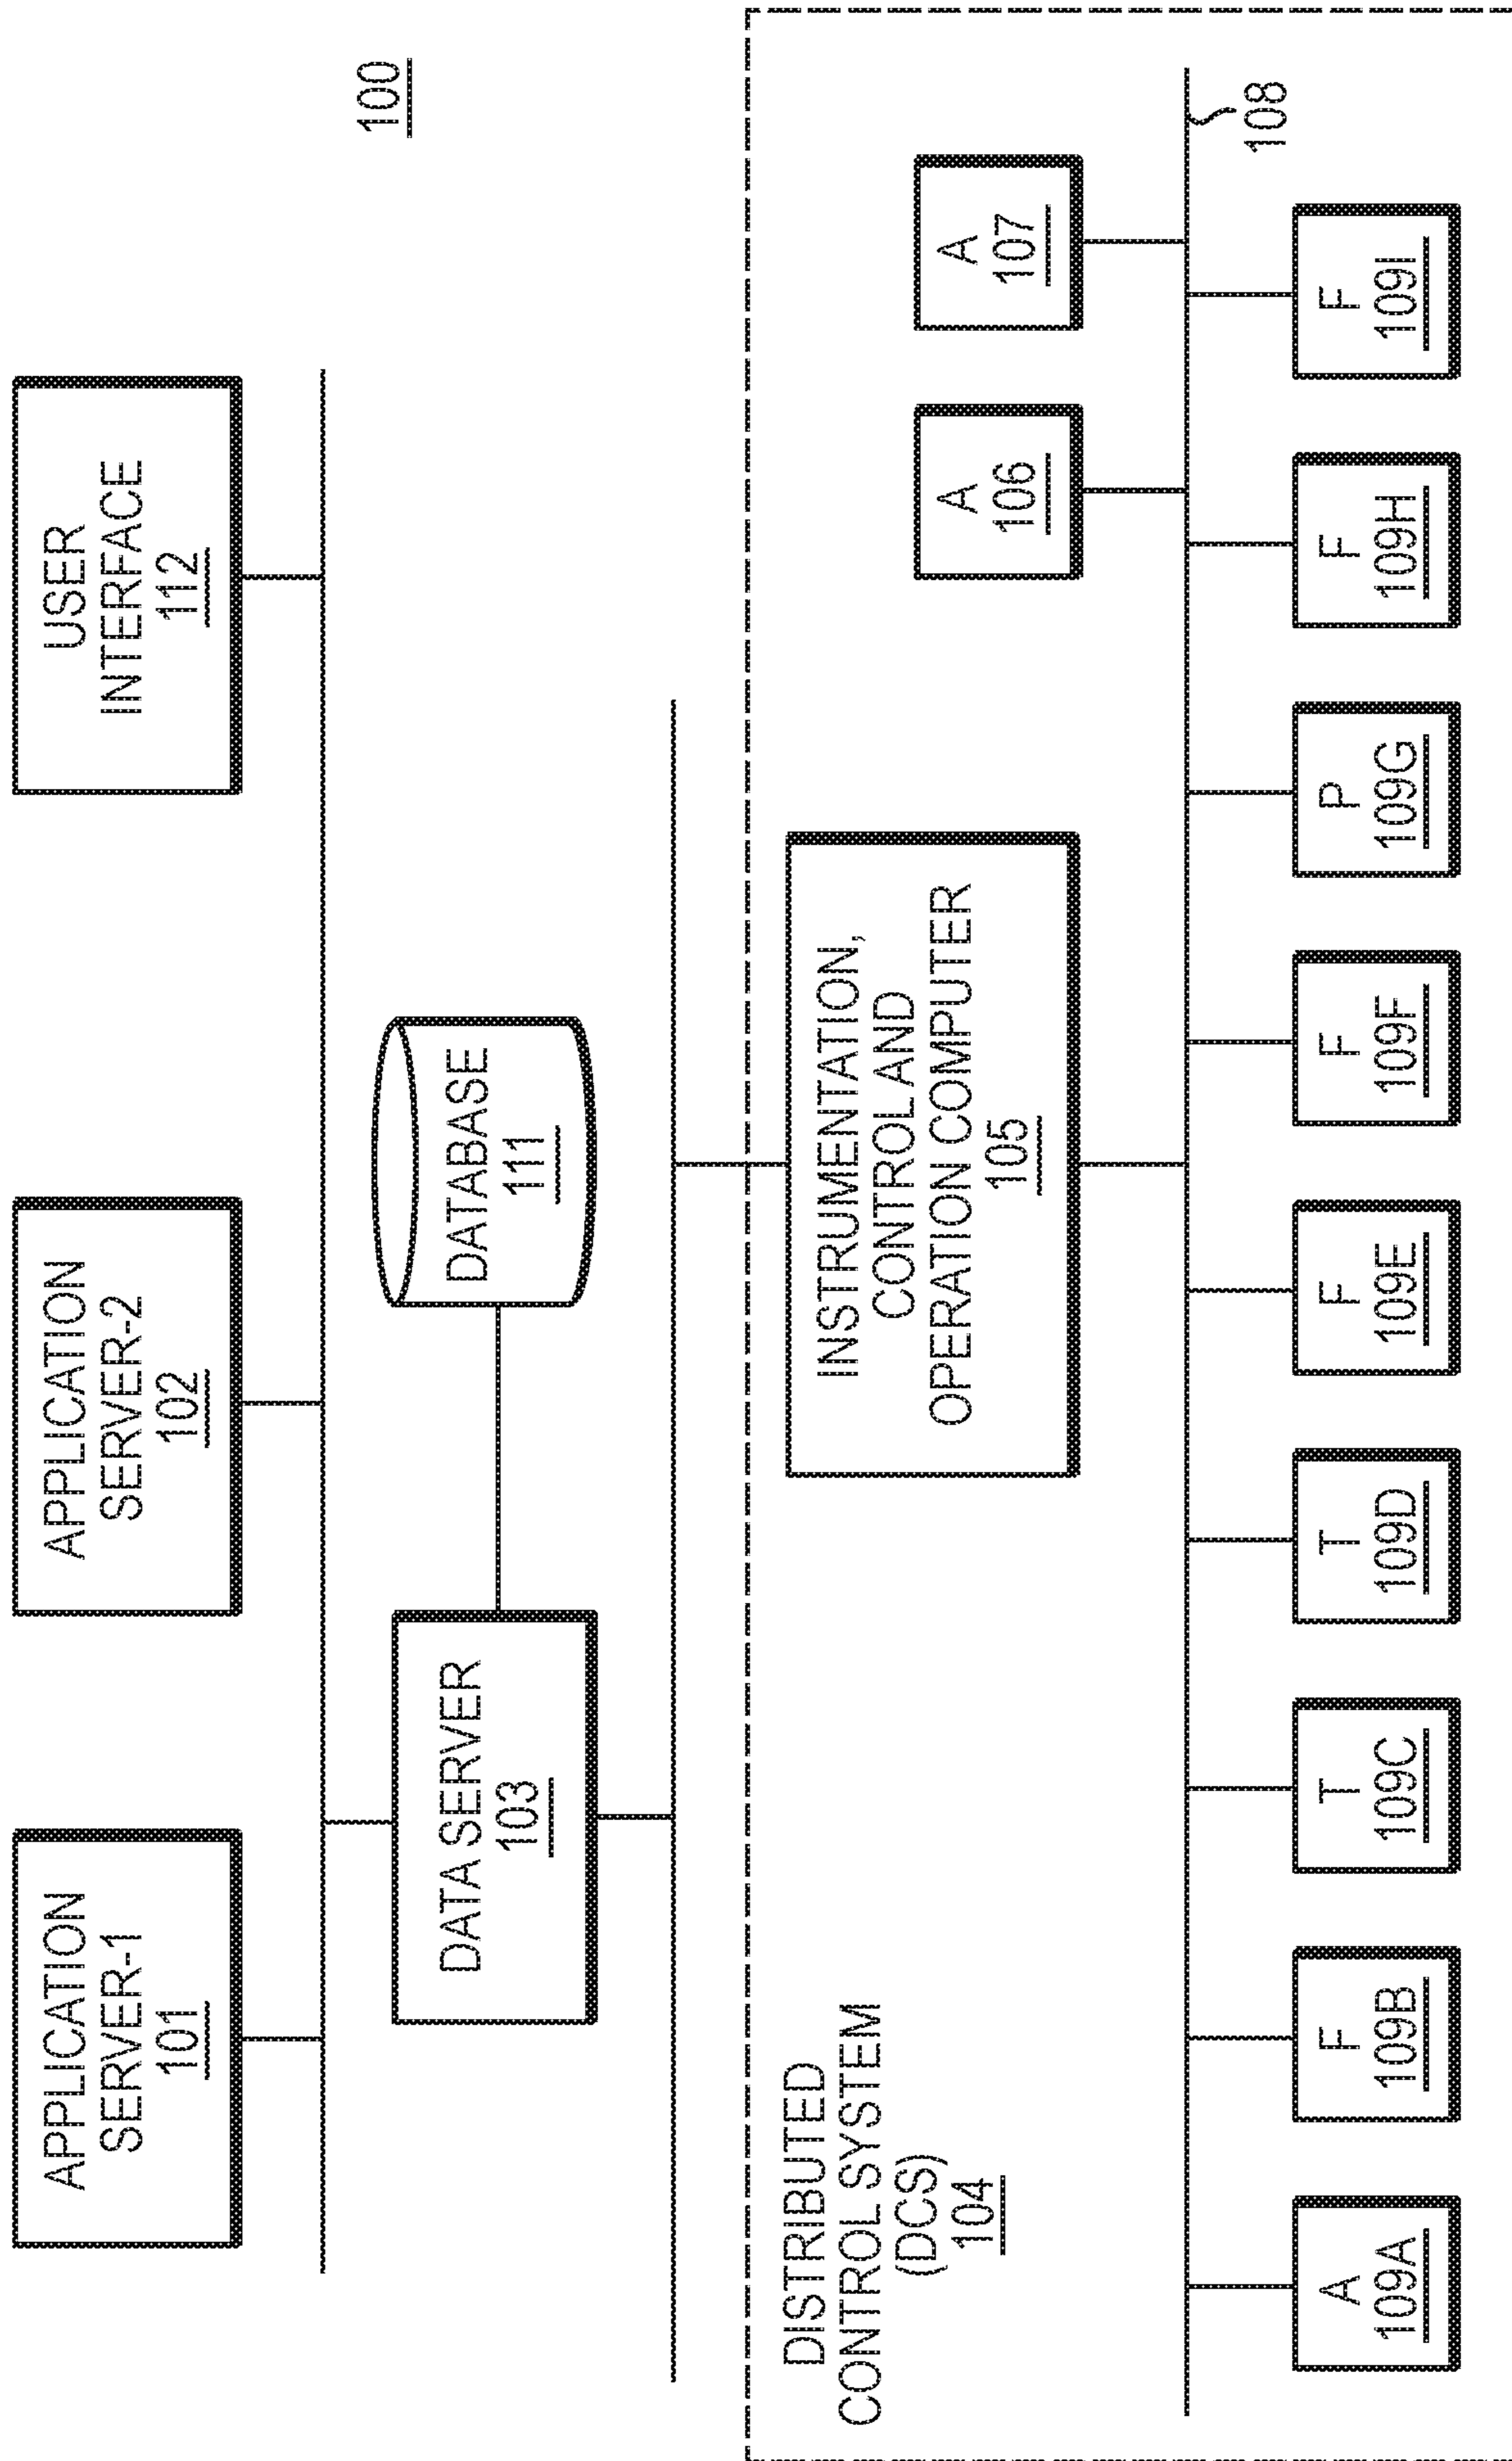 100
APPLICATION
SERVER-1
101
APPLICATION
SERVER-2
102
USER
INTERFACE
112
DATA SERVER
103
DATABASE
111
DISTRIBUTED
CONTROL SYSTEM
(DCS)
104
INSTRUMENTATION,
CONTROL AND
OPERATION COMPUTER
105
A
106
A
107
108
A
109A
F
109B
T
109C
T
109D
F
109E
F
109F
P
109G
F
109H
F
109I